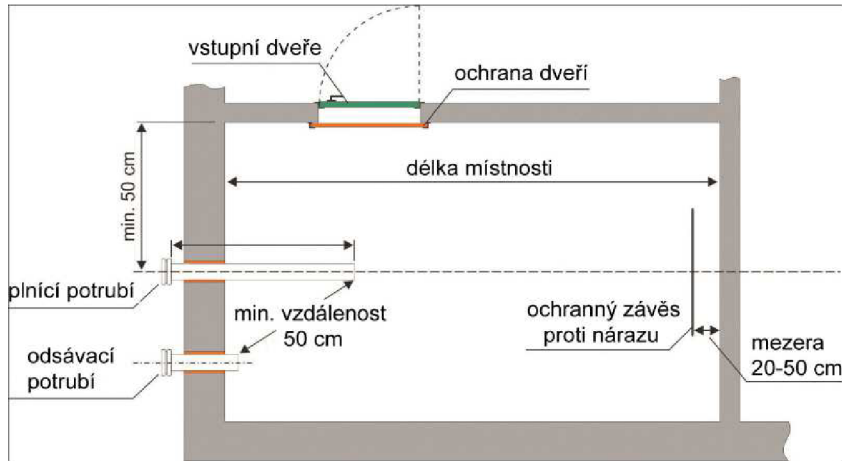 vstupní dveře
ochrana dveří
min. 50 cm
délka místnosti
plnící potrubí
min. vzdálenost
50 cm
ochranný závěs
proti nárazu
mezera
20-50 cm
odsávací
potrubí